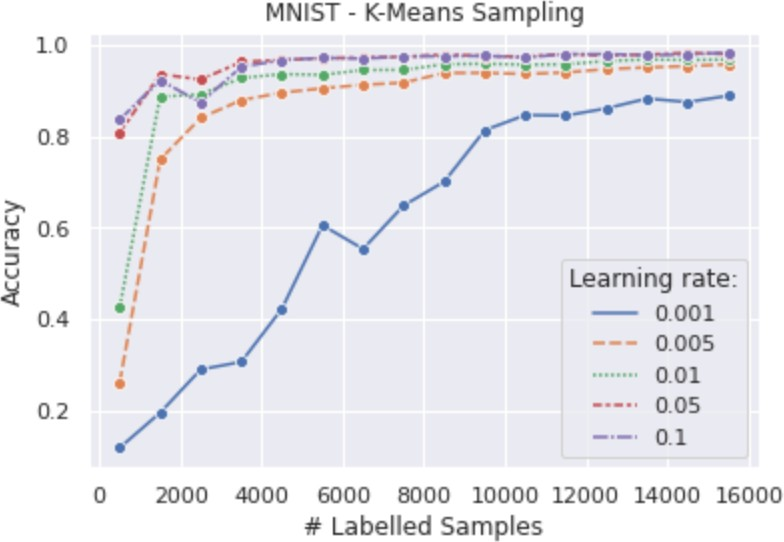 MNIST - K-Means Sampling
1.0
0.8
0.6
0.4
0.2
Accuracy
Learning rate:
0.001
0.005
0.01
0.05
0.1
0 2000 4000 6000 8000 10000 12000 14000 16000
# Labelled Samples